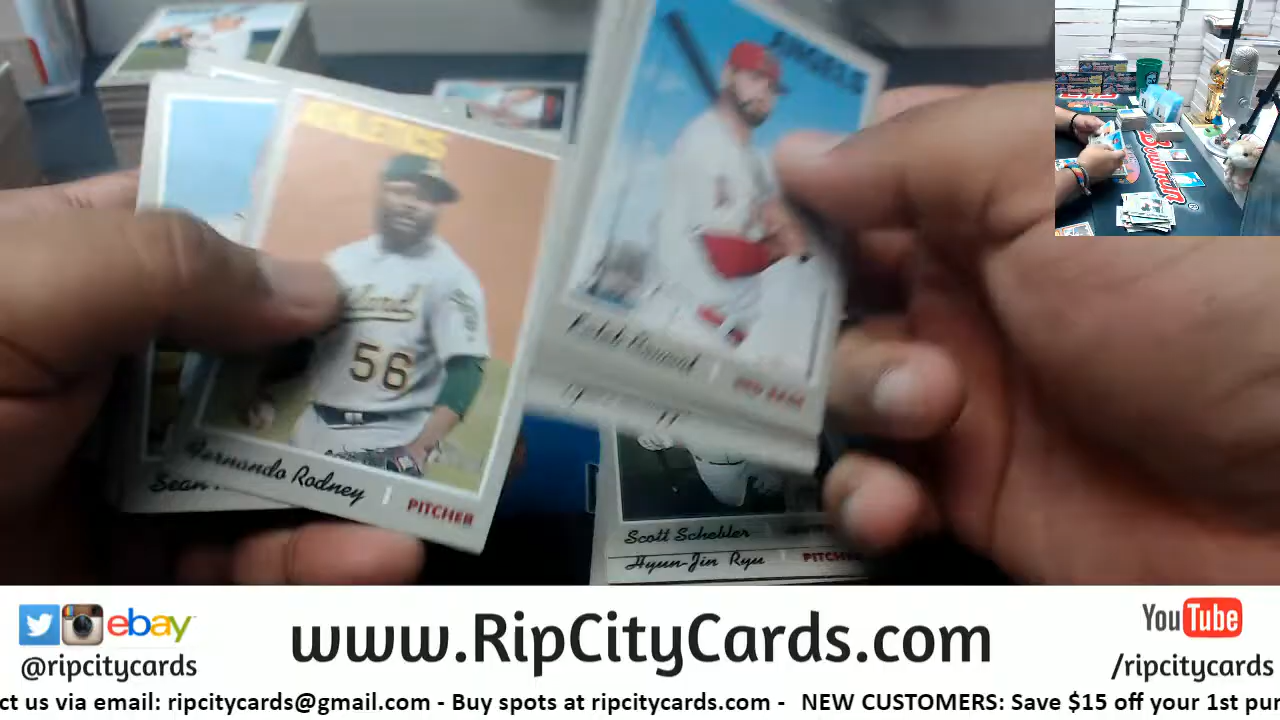 ANGELS
56
Fernando Rodney | PITCHER
Sean
Scott Schebler
Hyun-Jin Ryu | PITCHER
Bowman
ebay
@ripcitycards
www.RipCityCards.com
YouTube
/ripcitycards
ct us via email: ripcitycards@gmail.com - Buy spots at ripcitycards.com - NEW CUSTOMERS: Save $15 off your 1st pur